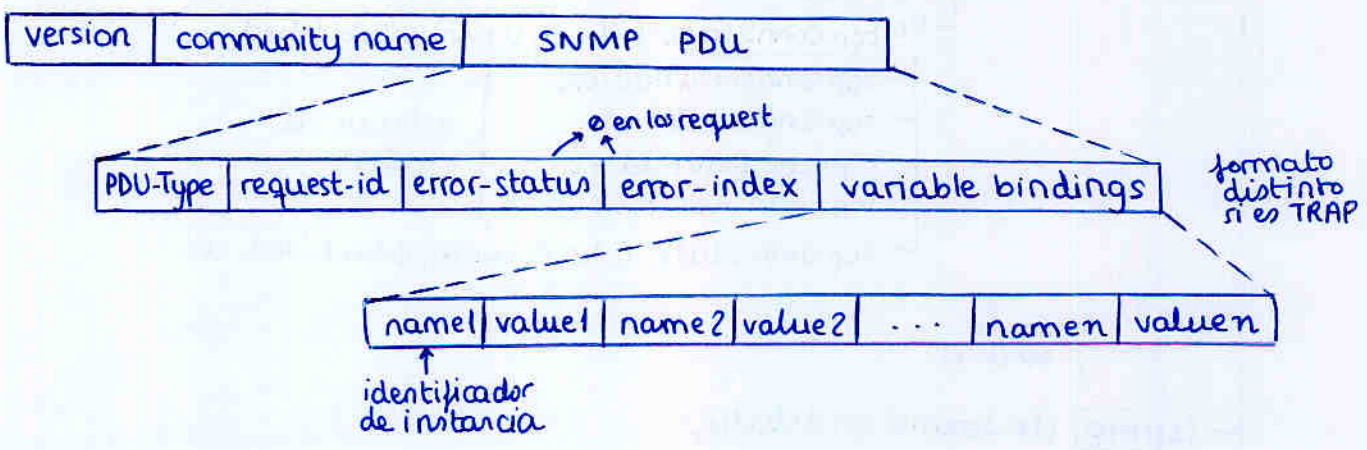 version community name SNMP PDU
0 en los request
PDU-Type request-id error-status error-index variable bindings
formato
distinto
si es TRAP
name1 value1 name2 value2 ... namen valuen
identificador
de instancia